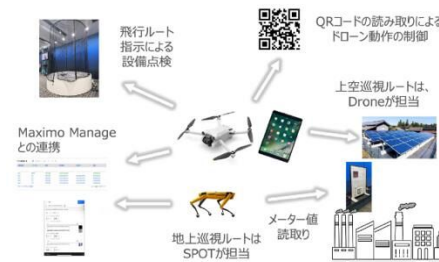 飛行ルート
指示による
設備点検
QRコードの読み取りによる
ドローン動作の制御
上空巡視ルートは、
Droneが担当
Maximo Manage
との連携
メーター値
読取り
地上巡視ルートは
SPOTが担当